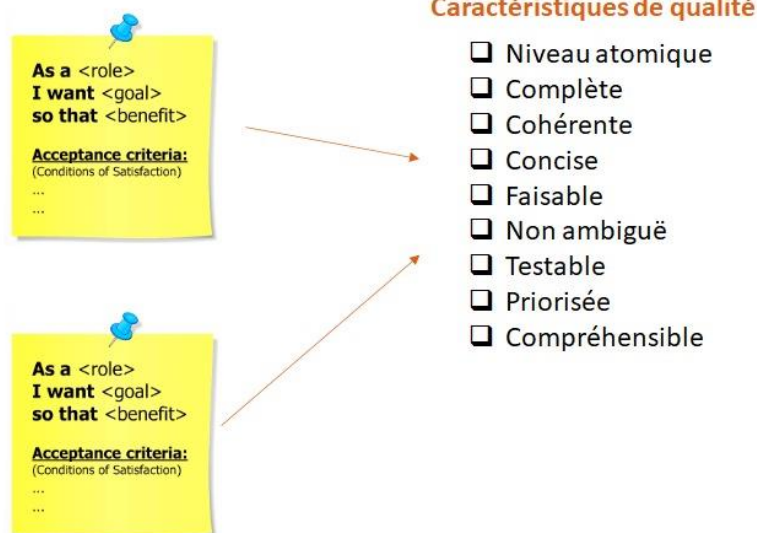 As a <role>
I want <goal>
so that <benefit>
Acceptance criteria:
(Conditions of Satisfaction)
...
...
As a <role>
I want <goal>
so that <benefit>
Acceptance criteria:
(Conditions of Satisfaction)
...
...
Caractéristiques de qualité
Niveau atomique
Complète
Cohérente
Concise
Faisable
Non ambiguë
Testable
Priorisée
Compréhensible